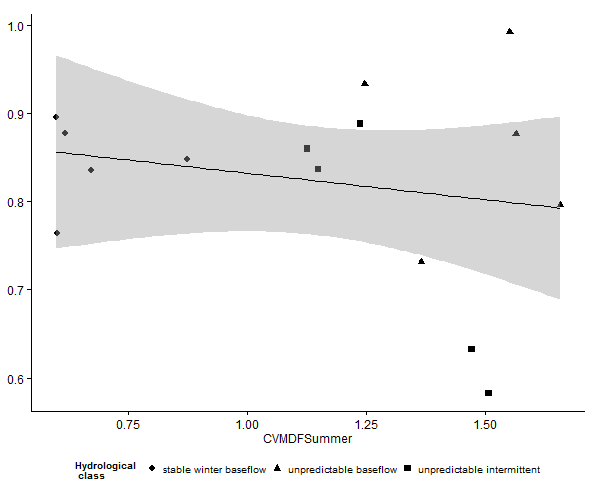 1.0
0.9
0.8
0.7
0.6
0.75 1.00 1.25 1.50
CVMDFSummer
Hydrological
class
stable winter baseflow unpredictable baseflow unpredictable intermittent